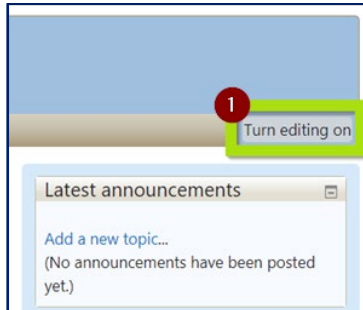 1
Turn editing on
Latest announcements
Add a new topic...
(No announcements have been posted
yet.)